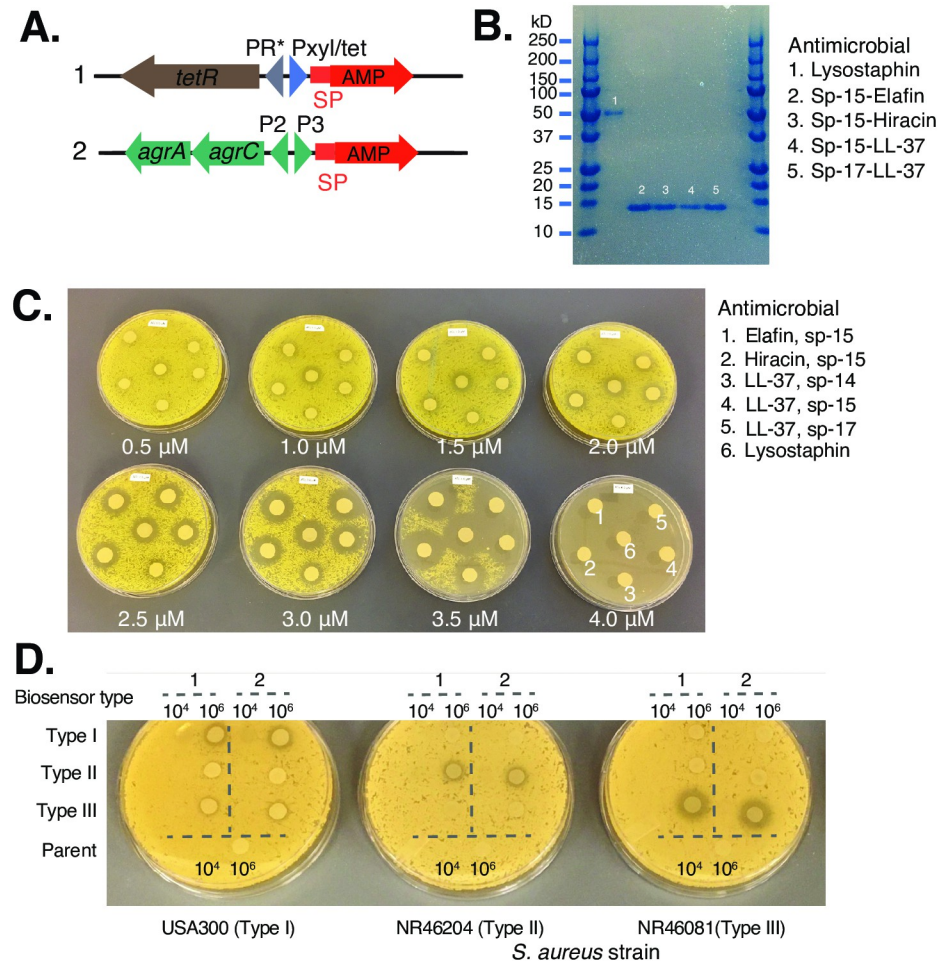 A.
PR* Pxyl/tet
1 tetR AMP
SP
P2 P3
2 agrA agrC AMP
SP
B.
kD
250
200
150
100
50
37
25
20
15
10
1
2 3 4 5
Antimicrobial
1. Lysostaphin
2. Sp-15-Elafin
3. Sp-15-Hiracin
4. Sp-15-LL-37
5. Sp-17-LL-37
C.
0.5 µM 1.0 µM 1.5 µM 2.0 µM
1 5
6
2 4
3
2.5 µM 3.0 µM 3.5 µM 4.0 µM
Antimicrobial
1. Elafin, sp-15
2. Hiracin, sp-15
3. LL-37, sp-14
4. LL-37, sp-15
5. LL-37, sp-17
6. Lysostaphin
D.
1 2 1 2 1 2
Biosensor type
10⁴ 10⁶ 10⁴ 10⁶ 10⁴ 10⁶ 10⁴ 10⁶ 10⁴ 10⁶ 10⁴ 10⁶
Type I
Type II
Type III
Parent
10⁴ 10⁶ 10⁴ 10⁶ 10⁴ 10⁶
USA300 (Type I) NR46204 (Type II) NR46081(Type III)
S. aureus strain